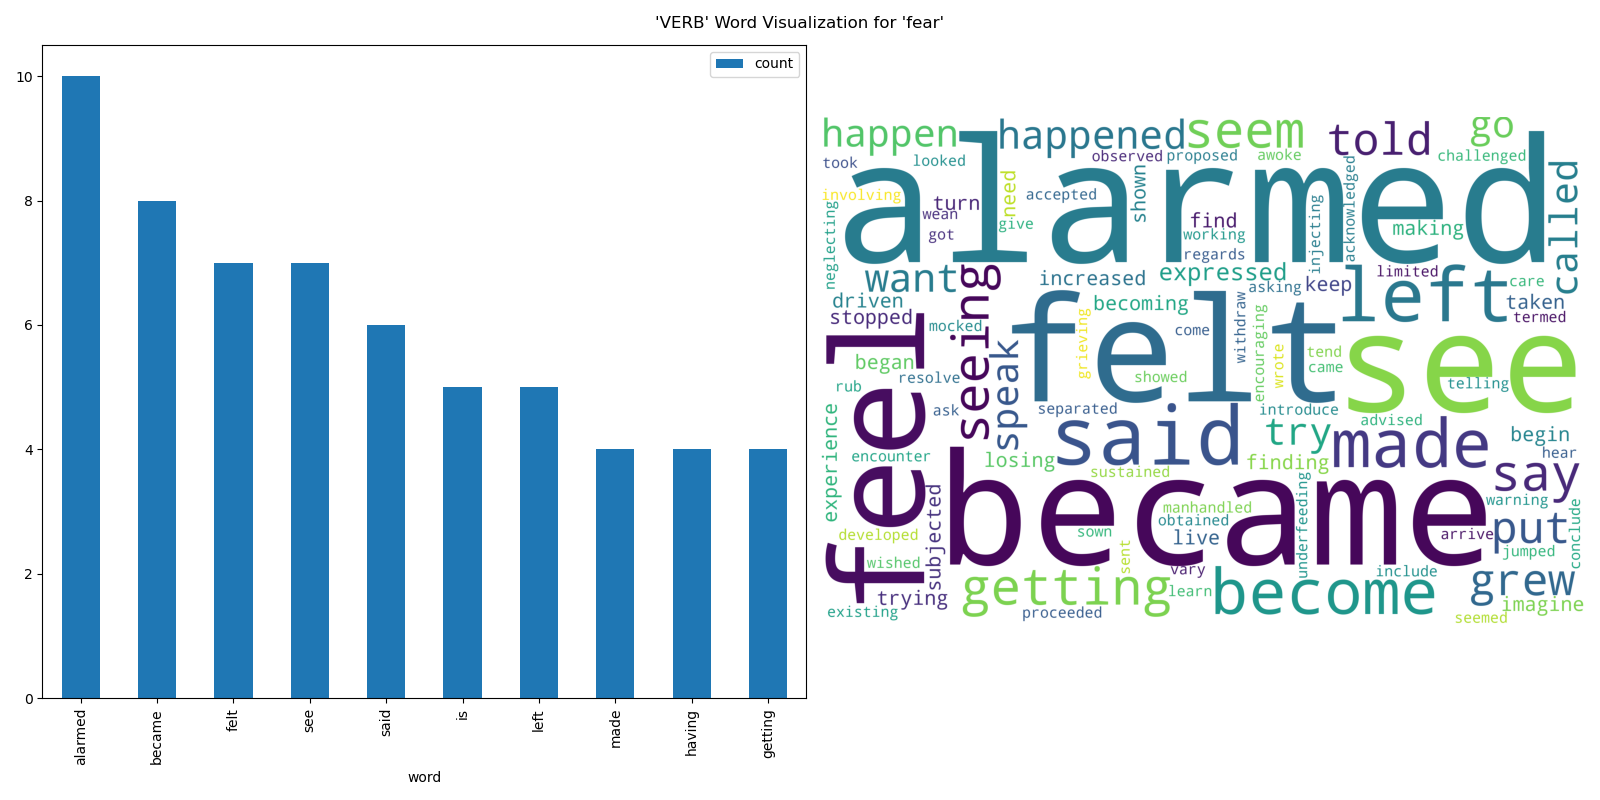 'VERB' Word Visualization for 'fear'
count
10
8
6
4
2
0
alarmed
became
felt
see
said
is
left
made
having
getting
word
happen
happened
seem
told
go
took
looked
observed
proposed
awoke
challenged
alarmed
involving
need
accepted
shown
acknowledged
called
neglecting
turn
wean
got
give
find
working
regards
injecting
making
want
seeing
increased
expressed
asking
keep
limited
left
care
taken
termed
driven
stopped
mocked
becoming
felt
come
withdraw
encouraging
grieving
wrote
see
began
rub
resolve
speak
showed
tend
came
telling
feel
ask
separated
introduce
advised
experience
encounter
losing
said
sustained
try
finding
made
begin
hear
say
warning
became
subjected
developed
manhandled
obtained
sown
live
sent
underfeeding
arrive
put
jumped
conclude
wished
vary
include
trying
getting
learn
become
grew
imagine
existing
proceeded
seemed